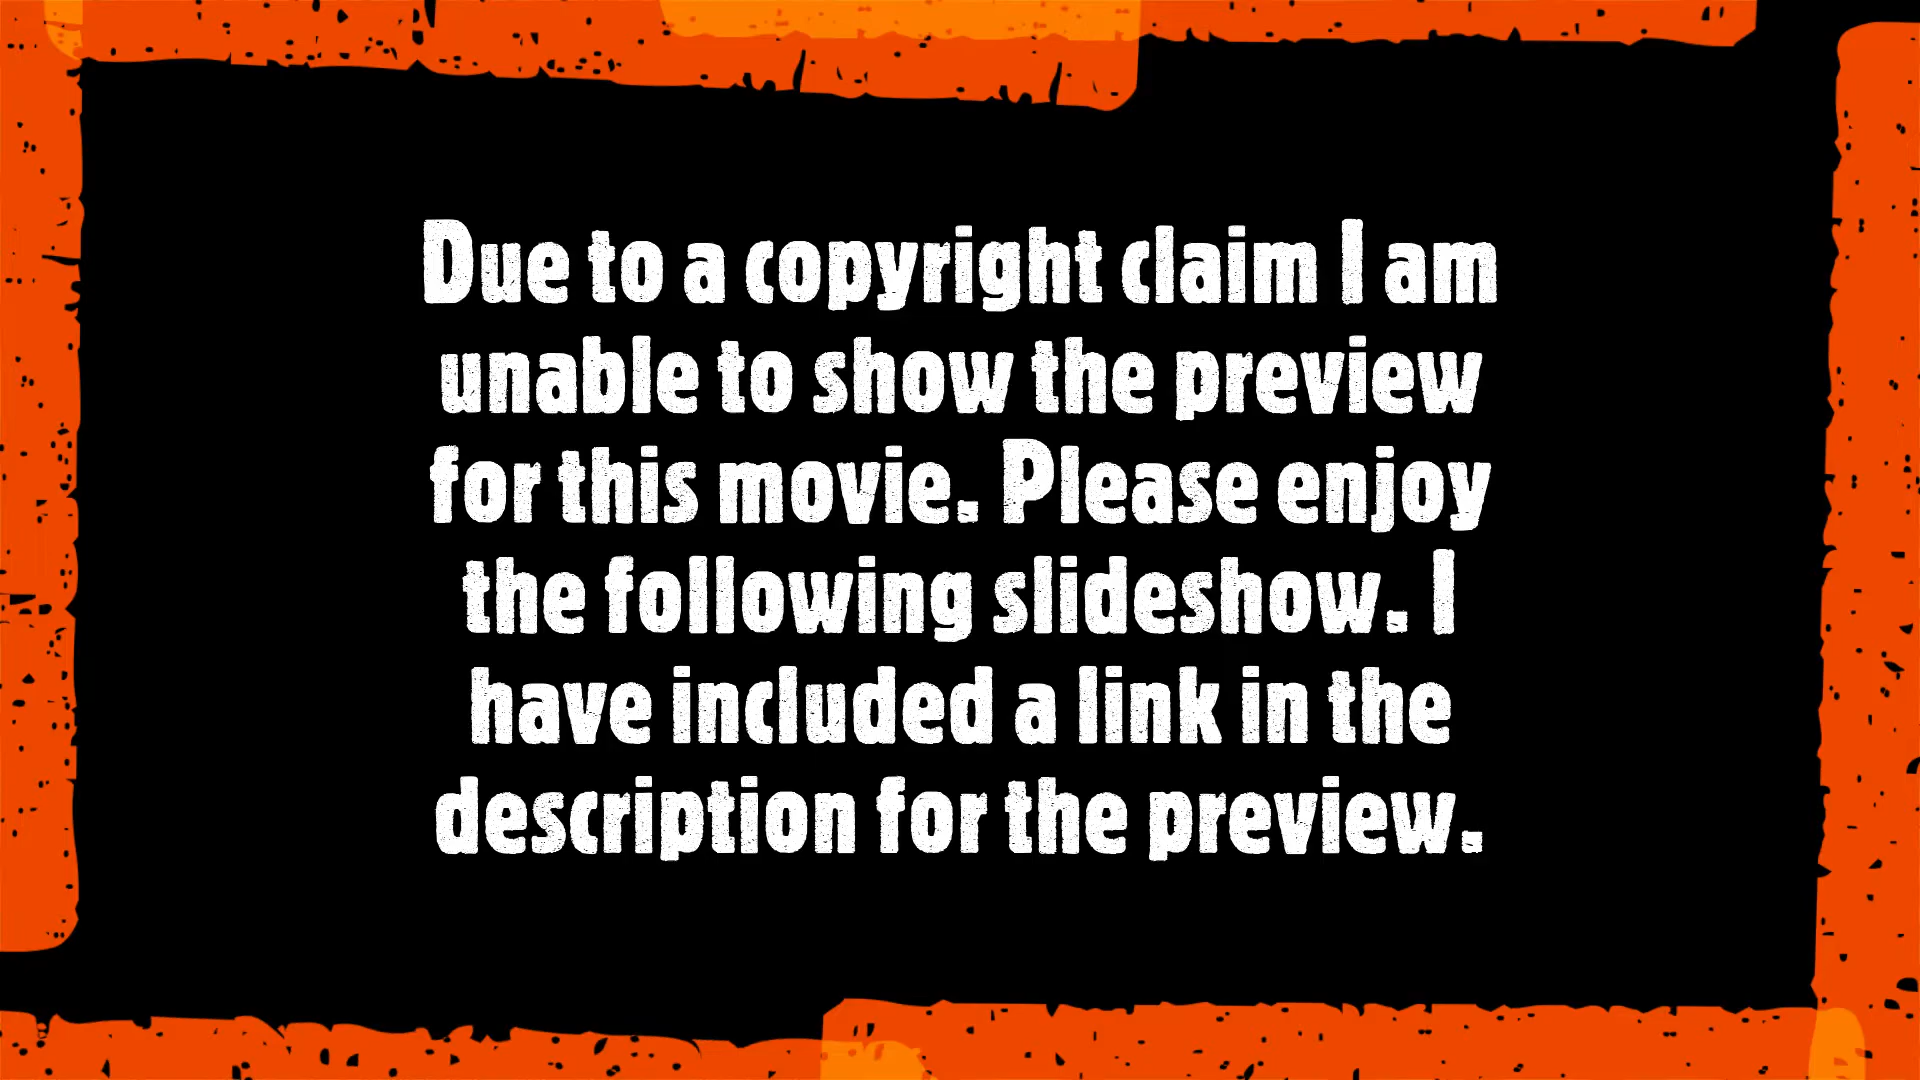 Due to a copyright claim I am
unable to show the preview
for this movie. Please enjoy
the following slideshow. I
have included a link in the
description for the preview.